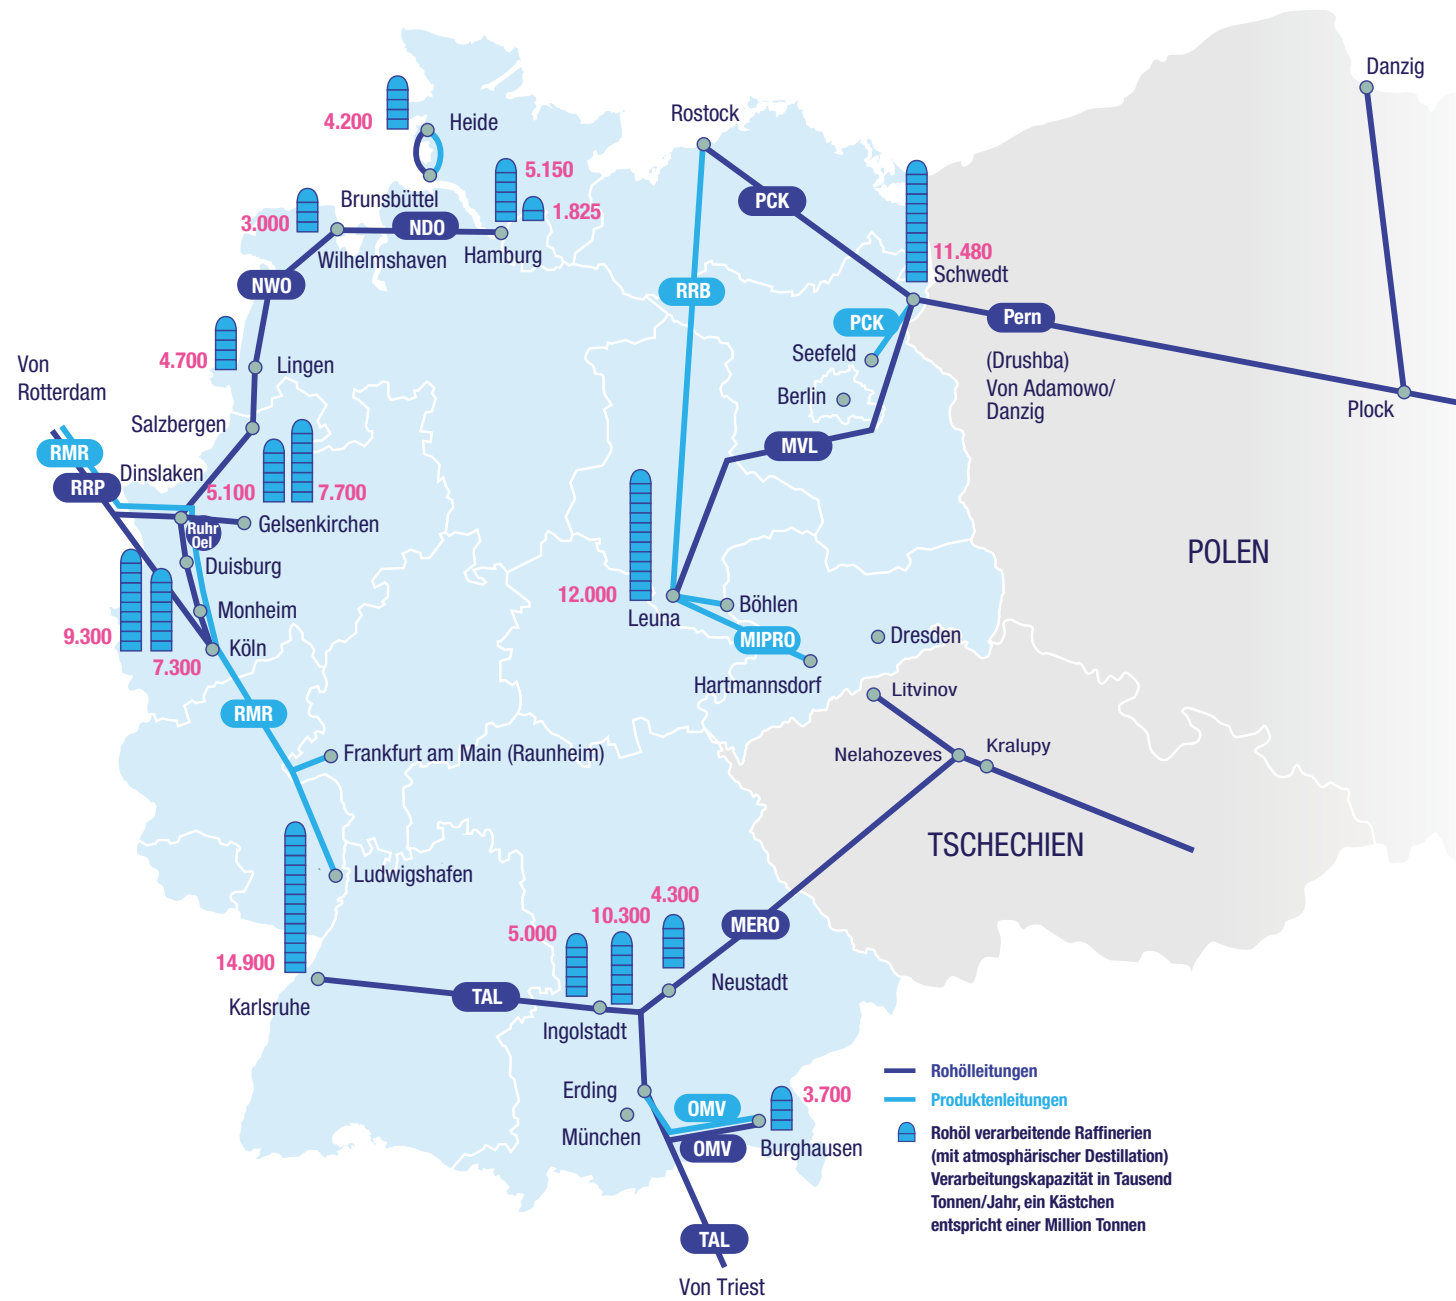 Danzig
Rostock
4.200
Heide
5.150
Brunsbüttel
1.825
3.000
NDO
PCK
Wilhelmshaven
Hamburg
11.480
Schwedt
NWO
RRB
Pern
PCK
4.700
Lingen
Seefeld
(Drushba)
Von Adamowo/
Danzig
Von
Rotterdam
Berlin
Plock
Salzbergen
MVL
RMR
Dinslaken
RRP
5.100
7.700
Gelsenkirchen
Ruhr
Oel
POLEN
Duisburg
12.000
Monheim
Böhlen
Leuna
9.300
MIPRO
Dresden
Köln
7.300
Hartmannsdorf
Litvinov
RMR
Nelahozeves
Kralupy
Frankfurt am Main (Raunheim)
TSCHECHIEN
Ludwigshafen
4.300
10.300
5.000
MERO
14.900
Neustadt
Karlsruhe
TAL
Ingolstadt
Rohölleitungen
Erding
3.700
Produktenleitungen
OMV
München
OMV
Burghausen
Rohöl verarbeitende Raffinerien
(mit atmosphärischer Destillation)
Verarbeitungskapazität in Tausend
Tonnen/Jahr, ein Kästchen
entspricht einer Million Tonnen
TAL
Von Triest